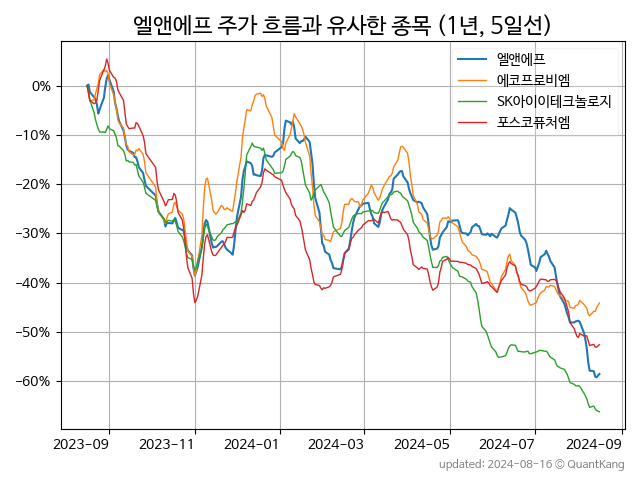 엘앤에프 주가 흐름과 유사한 종목 (1년, 5일선)
엘앤에프
에코프로비엠
SK아이이테크놀로지
포스코퓨처엠
0%
−10%
−20%
−30%
−40%
−50%
−60%
2023-09 2023-11 2024-01 2024-03 2024-05 2024-07 2024-09
updated: 2024-08-16 © QuantKang